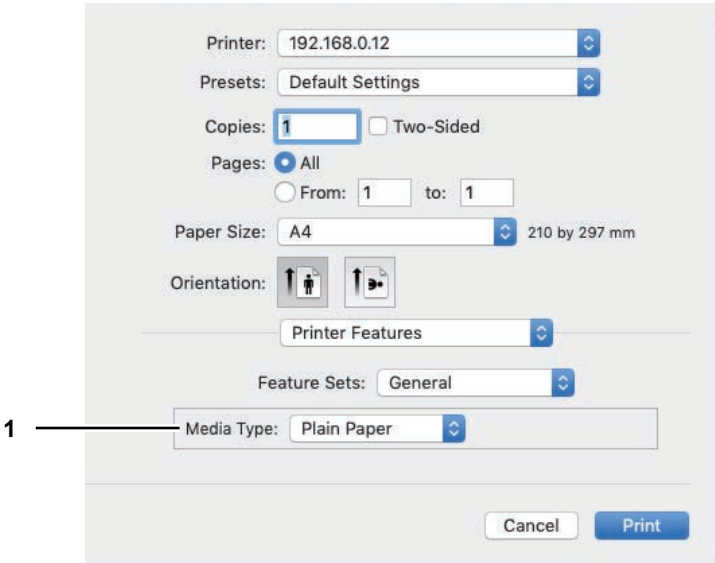 Printer: 192.168.0.12
Presets: Default Settings
Copies: 1 Two-Sided
Pages: All
From: 1 to: 1
Paper Size: A4 210 by 297 mm
Orientation:
Printer Features
Feature Sets: General
1 Media Type: Plain Paper
Cancel Print